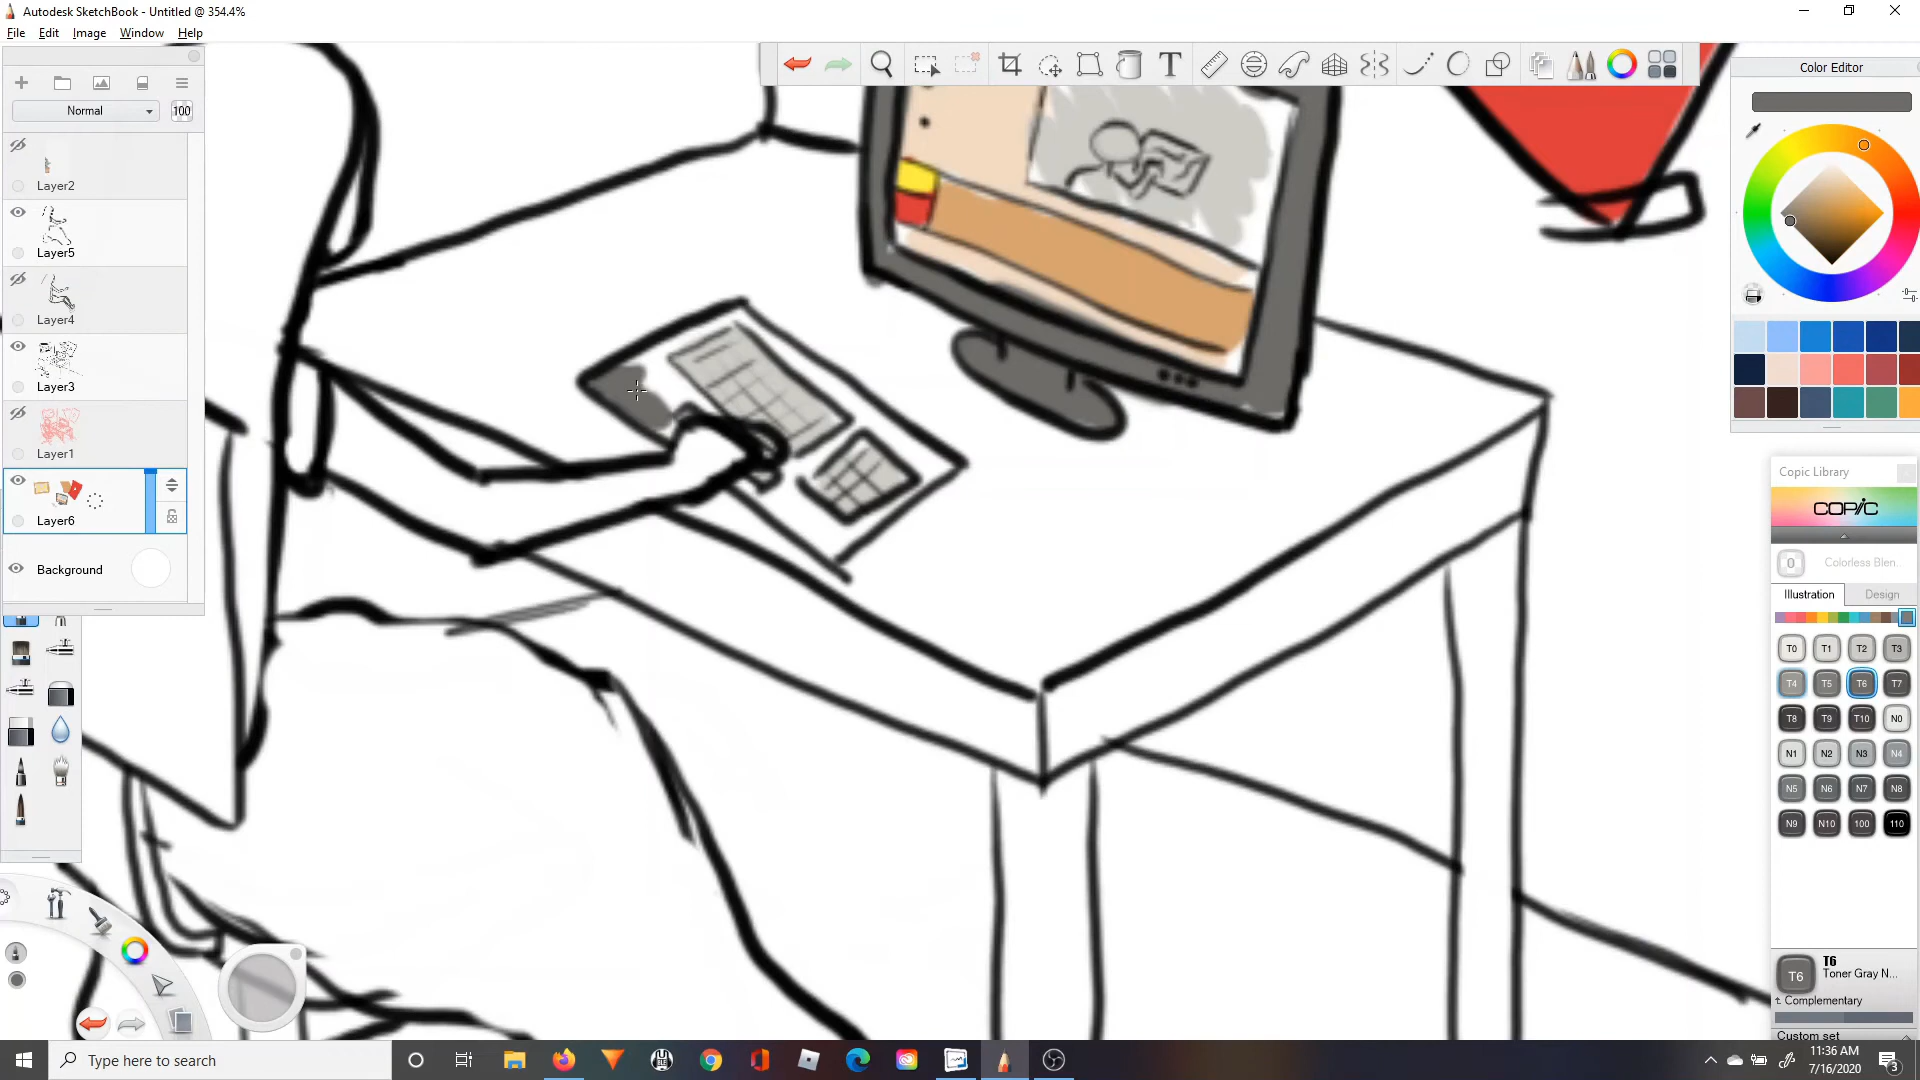 Autodesk SketchBook - Untitled @ 354.4%
File Edit Image Window Help
Normal 100
Layer2
Layer5
Layer4
Layer3
Layer1
Layer6
Background
T
Color Editor
Copic Library
COPIC
0 Colorless Blen...
Illustration Design
T0 T1 T2 T3
T4 T5 T6 T7
T8 T9 T10 N0
N1 N2 N3 N4
N5 N6 N7 N8
N9 N10 100 110
T6
T6 Toner Gray N...
Complementary
Custom set
Type here to search
11:36 AM
7/16/2020
3